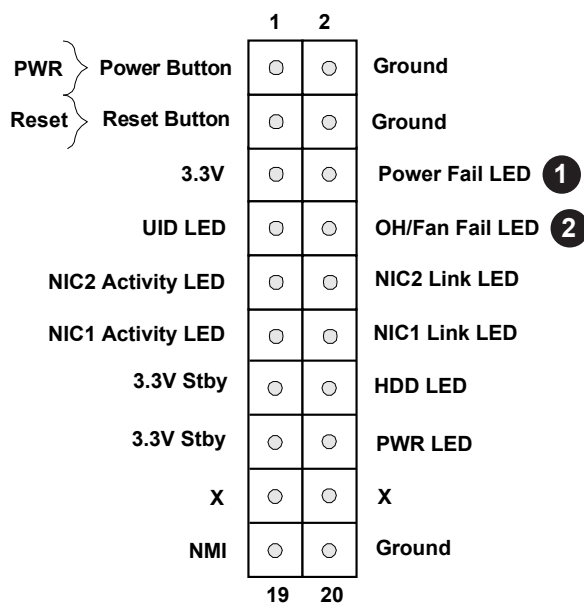 1 2
PWR Power Button Ground
Reset Reset Button Ground
3.3V Power Fail LED 1
UID LED OH/Fan Fail LED 2
NIC2 Activity LED NIC2 Link LED
NIC1 Activity LED NIC1 Link LED
3.3V Stby HDD LED
3.3V Stby PWR LED
X X
NMI Ground
19 20